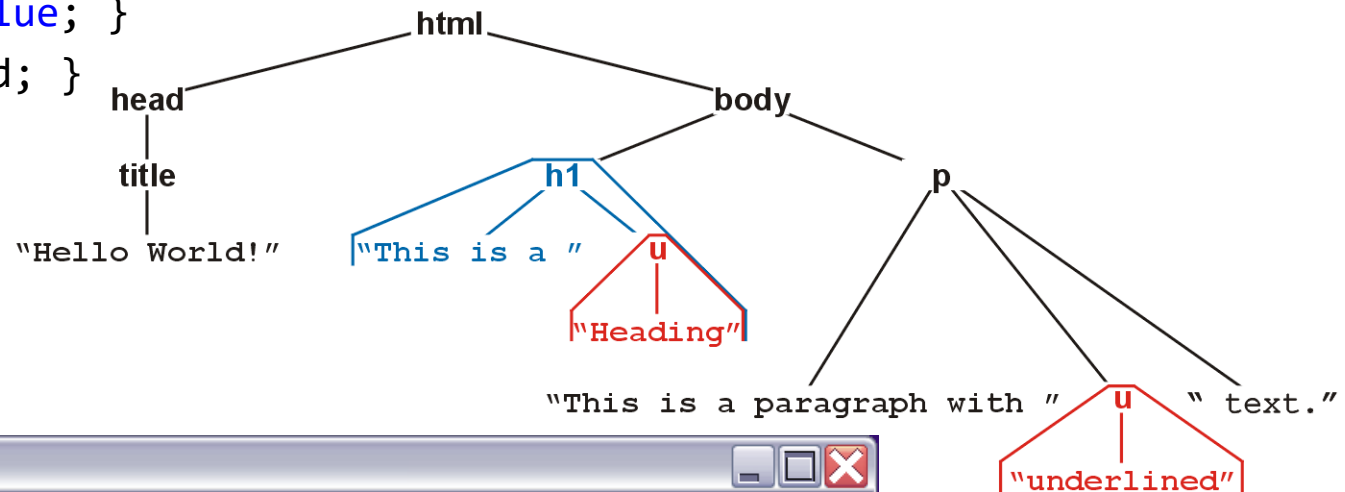 lue; }
html
d; }
head
body
title
h1
p
“Hello World!”
“This is a ”
u
“Heading”
“This is a paragraph with ”
u
“ text.”
“underlined”